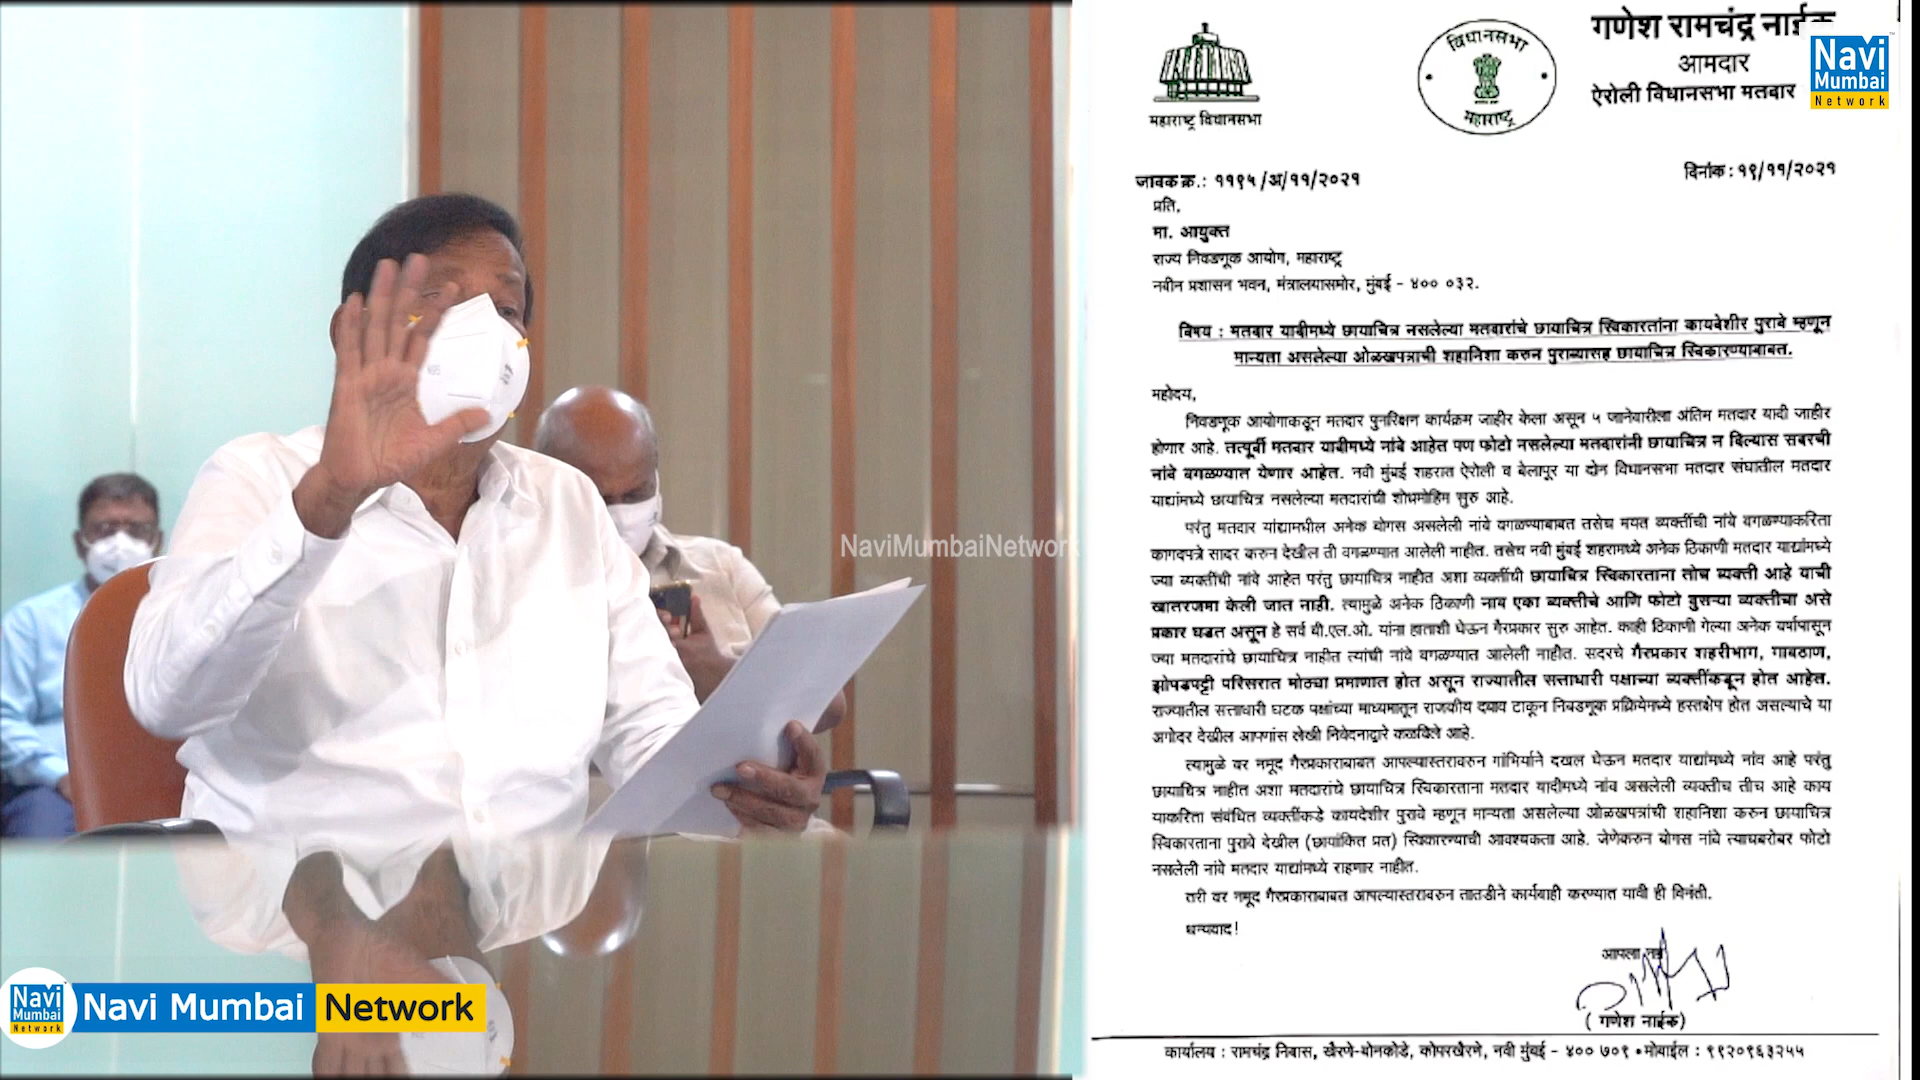 महाराष्ट्र विधानसभा
विधानसभा
महाराष्ट्र
गणेश रामचंद्र
आमदार
ऐरोली विधानसभा मतदार
Navi
Mumbai
Network
जावक क्र.: ११९५/अ/११/२०२१
दिनांक : १९/११/२०२१
प्रति,
मा. आयुक्त
राज्य निवडणूक आयोग, महाराष्ट्र
नवीन प्रशासन भवन, मंत्रालयासमोर, मुंबई - ४०० ०३२.
विषय : मतदार यादीमध्ये छायाचित्र नसलेल्या मतदारांचे छायाचित्र स्विकारतांना कायदेशीर पुरावे म्हणून
मान्यता असलेल्या ओळखपत्राची शहानिशा करुन पुराव्यासह छायाचित्र स्विकारण्याबाबत.
महोदय,
निवडणूक आयोगाकडून मतदार पुनरिक्षण कार्यक्रम जाहीर केला असून ५ जानेवारीला अंतिम मतदार यादी जाहीर
होणार आहे. तत्पूर्वी मतदार यादीमध्ये नांवे आहेत पण फोटो नसलेल्या मतदारांनी छायाचित्र न दिल्यास सदरची
नांवे वगळण्यात येणार आहेत. नवी मुंबई शहरात ऐरोली व बेलापूर या दोन विधानसभा मतदार संघातील मतदार
याद्यांमध्ये छायाचित्र नसलेल्या मतदारांची शोधमोहिम सुरु आहे.
परंतु मतदार यांद्यामधील अनेक बोगस असलेली नांवे वगळण्याबाबत तसेच मयत व्यक्तींची नांवे वगळण्याकरिता
कागदपत्रे सादर करुन देखील ती वगळण्यात आलेली नाहीत. तसेच नवी मुंबई शहरामध्ये अनेक ठिकाणी मतदार याद्यांमध्ये
ज्या व्यक्तींची नांवे आहेत परंतु छायाचित्र नाहीत अशा व्यक्तींची छायाचित्र स्विकारताना तोच व्यक्ती आहे याची
खातरजमा केली जात नाही. त्यामुळे अनेक ठिकाणी नाव एका व्यक्तीचे आणि फोटो दुसऱ्या व्यक्तीचा असे
प्रकार घडत असून हे सर्व बी.एल.ओ. यांना हाताशी घेऊन गैरप्रकार सुरु आहेत. काही ठिकाणी गेल्या अनेक वर्षापासून
ज्या मतदारांचे छायाचित्र नाहीत त्यांची नांवे वगळण्यात आलेली नाहीत. सदरचे गैरप्रकार शहरीभाग, गावठाण,
झोपडपट्टी परिसरात मोठ्या प्रमाणात होत असून राज्यातील सत्ताधारी पक्षाच्या व्यक्तींकडून होत आहेत.
राज्यातील सत्ताधारी घटक पक्षांच्या माध्यमातून राजकीय दबाव टाकून निवडणूक प्रक्रियेमध्ये हस्तक्षेप होत असल्याचे या
अगोदर देखील आपणांस लेखी निवेदनाद्वारे कळविले आहे.
त्यामुळे वर नमूद गैरप्रकाराबाबत आपल्यास्तरावरुन गांभिर्याने दखल घेऊन मतदार याद्यांमध्ये नांव आहे परंतु
छायाचित्र नाहीत अशा मतदारांचे छायाचित्र स्विकारताना मतदार यादीमध्ये नांव असलेली व्यक्तीच तीच आहे काय
याकरिता संबंधित व्यक्तींकडे कायदेशीर पुरावे म्हणून मान्यता असलेल्या ओळखपत्रांची शहानिशा करुन छायाचित्र
स्विकारताना पुरावे देखील (छायांकित प्रत) स्विकारण्याची आवश्यकता आहे. जेणेकरुन बोगस नांवे त्याचबरोबर फोटो
नसलेली नांवे मतदार याद्यांमध्ये राहणार नाहीत.
तरी वर नमूद गैरप्रकाराबाबत आपल्यास्तरावरुन तातडीने कार्यवाही करण्यात यावी ही विनंती.
धन्यवाद!
आपला
( गणेश नाईक)
कार्यालय : रामचंद्र निवास, खैरणे-बोनकोडे, कोपरखैरणे, नवी मुंबई - ४०० ७०९ • मोबाईल : ९९२०९६३२५५
NaviMumbaiNetwork
Navi
Mumbai
Network
Navi Mumbai Network